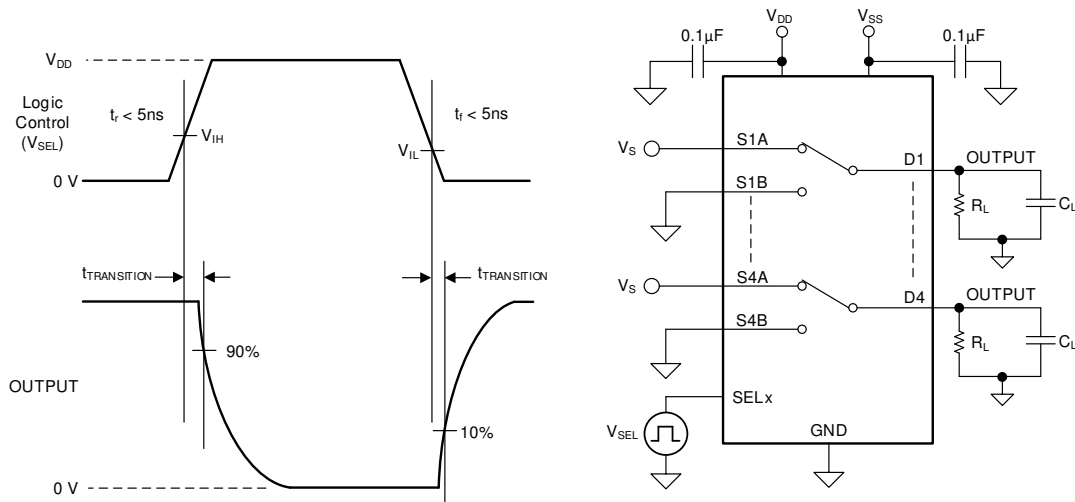 V_DD
Logic
Control
(V_SEL)
t_r < 5ns
V_IH
t_f < 5ns
V_IL
0 V
t_TRANSITION
t_TRANSITION
90%
OUTPUT
10%
0 V
V_DD
V_SS
0.1µF
0.1µF
V_S
S1A
D1
OUTPUT
S1B
R_L
C_L
V_S
S4A
D4
OUTPUT
S4B
R_L
C_L
SELx
V_SEL
GND